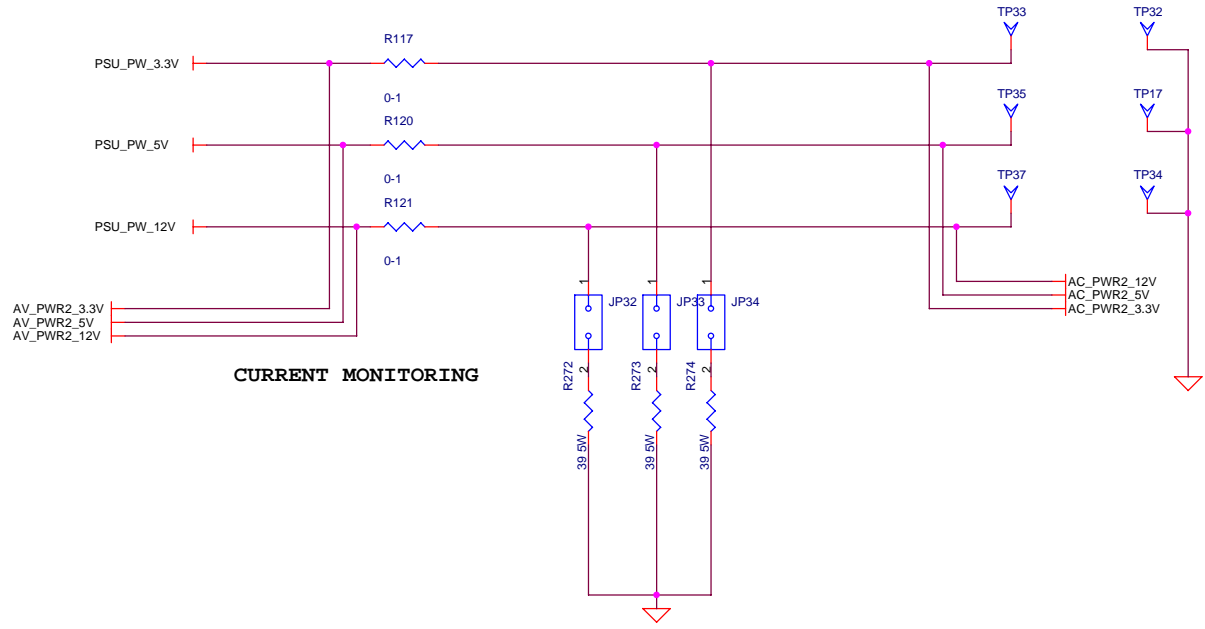 TP33
TP32
R117
PSU_PW_3.3V
0-1
TP35
TP17
R120
PSU_PW_5V
0-1
TP37
TP34
R121
PSU_PW_12V
0-1
1
1
1
AC_PWR2_12V
AC_PWR2_5V
AC_PWR2_3.3V
AV_PWR2_3.3V
AV_PWR2_5V
AV_PWR2_12V
JP32
JP33
JP34
CURRENT MONITORING
2
2
2
R272
R273
R274
39 5W
39 5W
39 5W